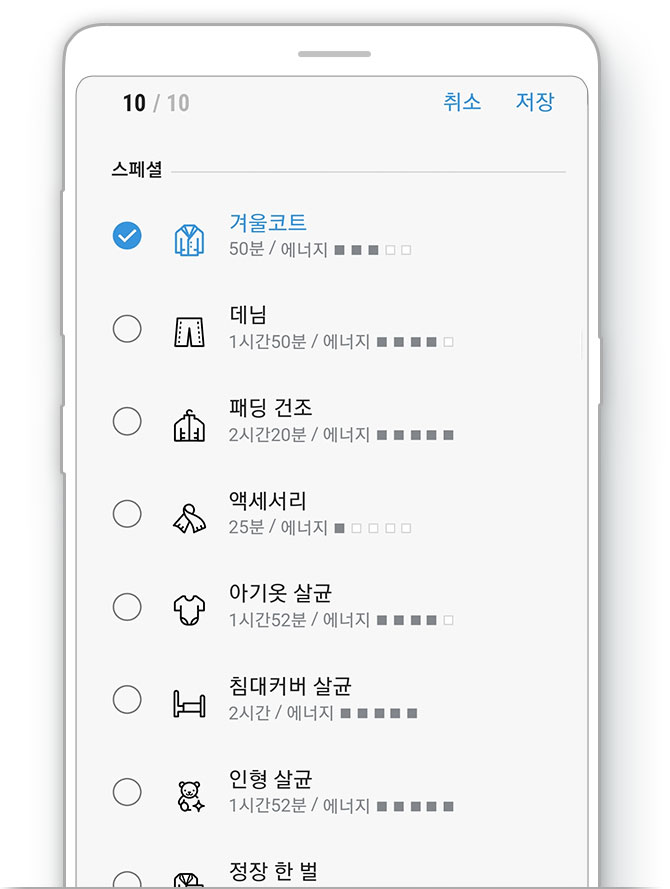 10 / 10
취소
저장
스페셜
겨울코트
50분 / 에너지
데님
1시간50분 / 에너지
패딩 건조
2시간20분 / 에너지
액세서리
25분 / 에너지
아기옷 살균
1시간52분 / 에너지
침대커버 살균
2시간 / 에너지
인형 살균
1시간52분 / 에너지
정장 한 벌